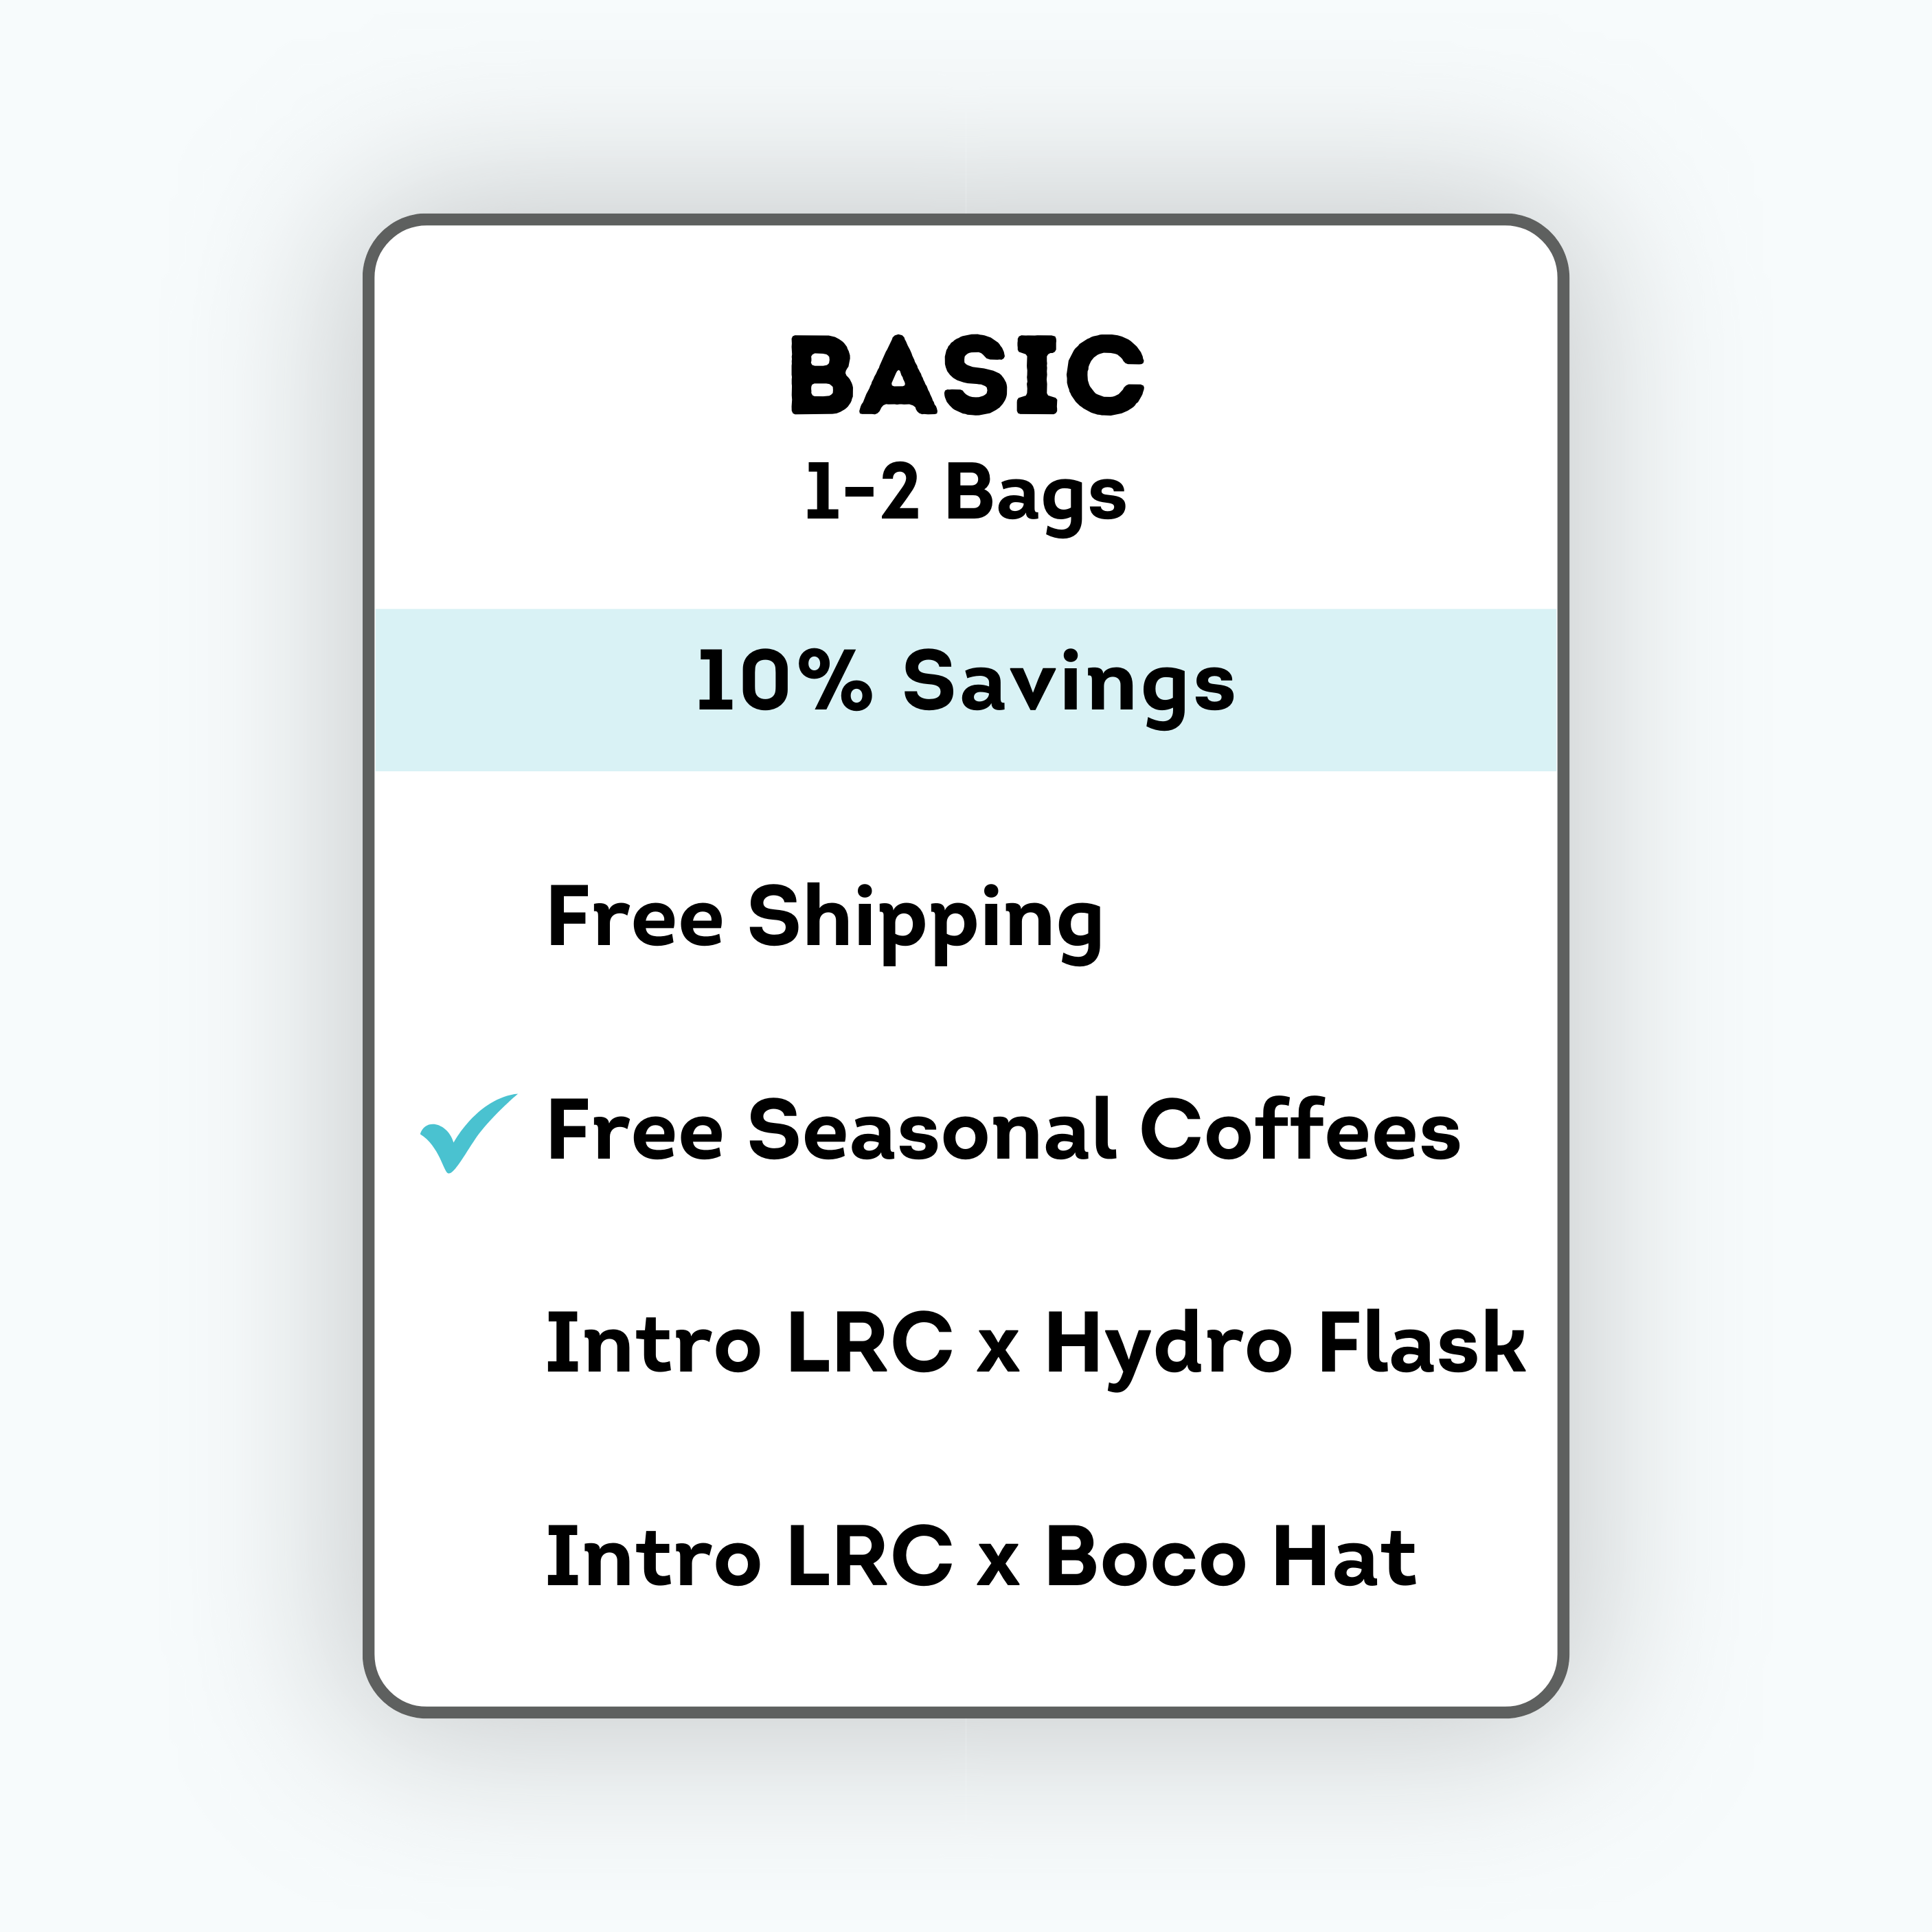 BASIC
1-2 Bags
10% Savings
Free Shipping
Free Seasonal Coffees
Intro LRC x Hydro Flask
Intro LRC x Boco Hat